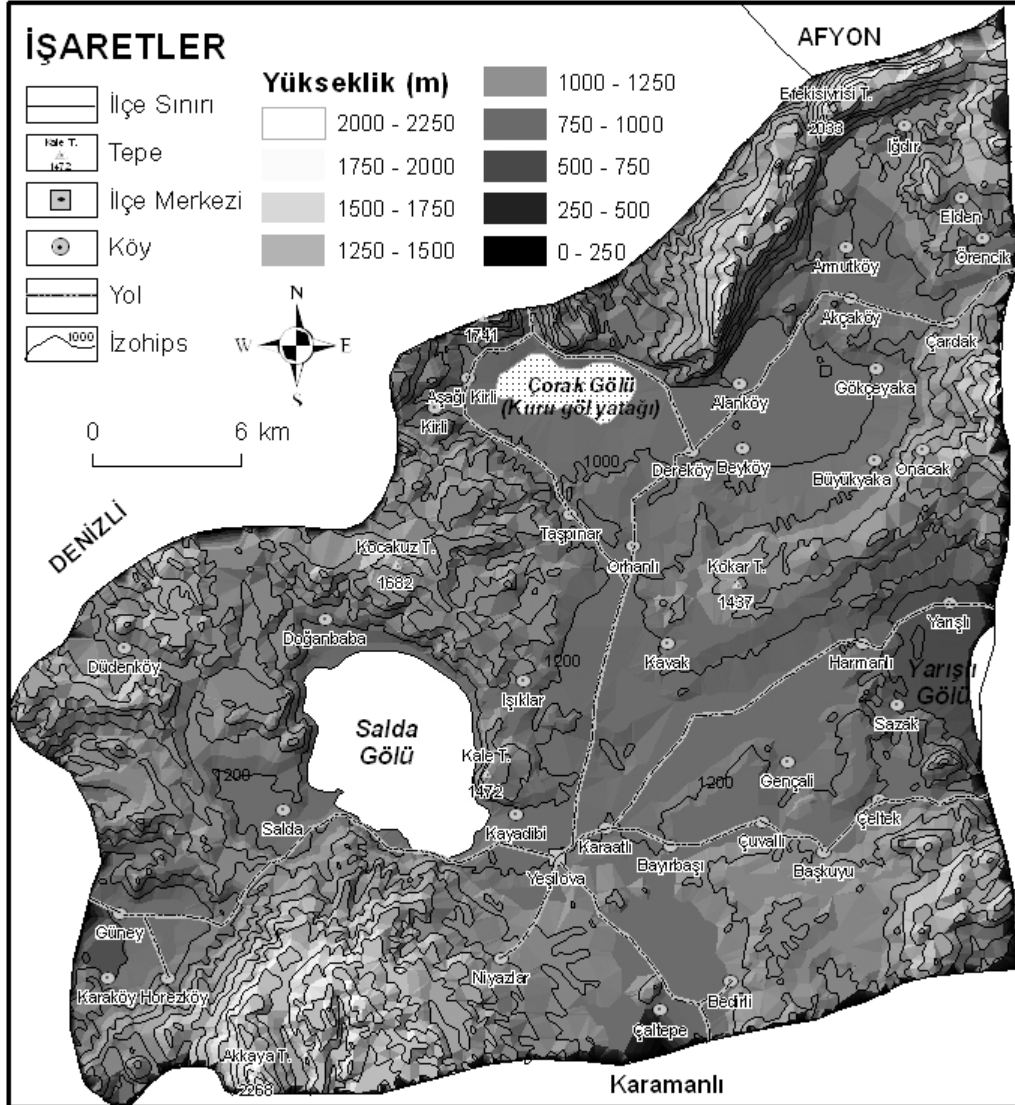 İŞARETLER
İlçe Sınırı
Kale T.
1472
Tepe
İlçe Merkezi
Köy
Yol
1000
İzohips
Yükseklik (m)
2000 - 2250
1750 - 2000
1500 - 1750
1250 - 1500
1000 - 1250
750 - 1000
500 - 750
250 - 500
0 - 250
N
W
E
S
0
6 km
AFYON
DENİZLİ
Karamanlı
Efekisivrisi T.
2033
Iğdır
Elden
Örencik
Armutköy
Akçaköy
Çardak
1741
Aşağı Kirli
Kirli
Çorak Gölü
(Kuru göl yatağı)
Alanköy
Gökçeyaka
1000
Dereköy
Beyköy
Büyükyaka
Onacak
Taşpınar
Orhanlı
Kocakuz T.
1682
Kökar T.
1437
Doğanbaba
Düdenköy
Yarışlı
Kavak
Harmanlı
1200
Işıklar
Yarışlı
Gölü
Sazak
Salda
Gölü
Kale T.
1472
Gençali
1200
1200
Salda
Kayadibi
Karaatlı
Çeltek
Çuvallı
Bayırbaşı
Başkuyu
Yeşilova
Güney
Niyazlar
Karaköy
Horezköy
Bedirli
Çaltepe
Akkaya T.
2268